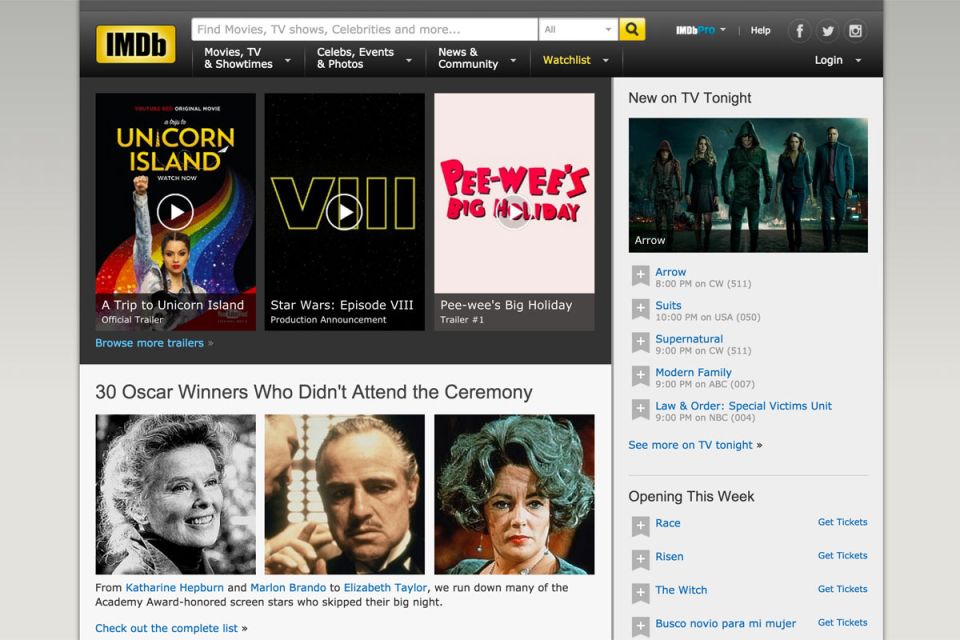 IMDb
Find Movies, TV shows, Celebrities and more...
All
IMDbPro
Help
Movies, TV
& Showtimes
Celebs, Events
& Photos
News &
Community
Watchlist
Login
YOUTUBE RED ORIGINAL MOVIE
a trip to
UNICORN
ISLAND
WATCH NOW
A Trip to Unicorn Island
Official Trailer
VIII
Star Wars: Episode VIII
Production Announcement
PEE-WEE'S
BIG HOLIDAY
Pee-wee's Big Holiday
Trailer #1
Browse more trailers »
30 Oscar Winners Who Didn't Attend the Ceremony
From Katharine Hepburn and Marlon Brando to Elizabeth Taylor, we run down many of the
Academy Award-honored screen stars who skipped their big night.
Check out the complete list »
New on TV Tonight
Arrow
Arrow
8:00 PM on CW (511)
Suits
10:00 PM on USA (050)
Supernatural
9:00 PM on CW (511)
Modern Family
9:00 PM on ABC (007)
Law & Order: Special Victims Unit
9:00 PM on NBC (004)
See more on TV tonight »
Opening This Week
Race Get Tickets
Risen Get Tickets
The Witch Get Tickets
Busco novio para mi mujer Get Tickets